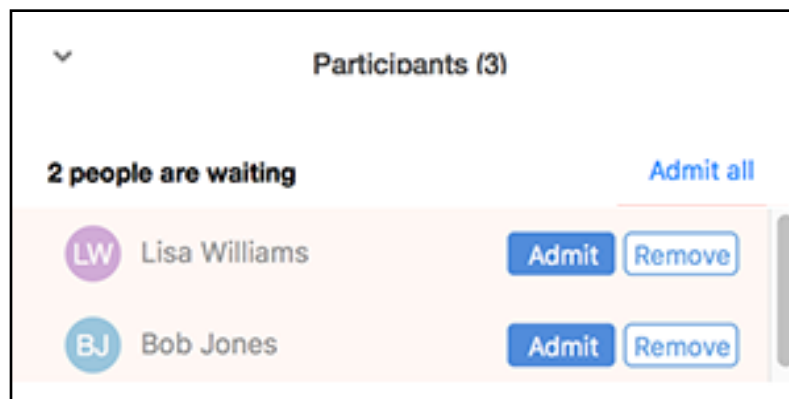 Participants (3)
2 people are waiting Admit all
LW Lisa Williams Admit Remove
BJ Bob Jones Admit Remove